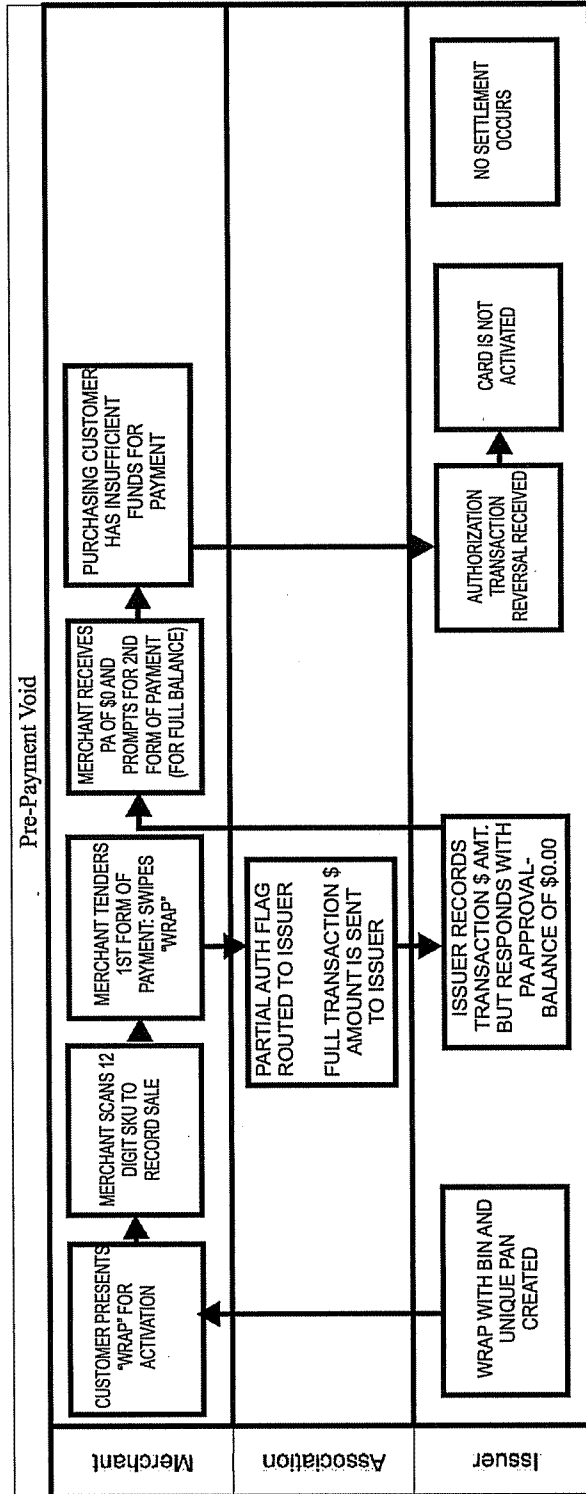 Pre-Payment Void
Merchant
CUSTOMER PRESENTS
"WRAP" FOR
ACTIVATION
MERCHANT SCANS 12
DIGIT SKU TO
RECORD SALE
MERCHANT TENDERS
1ST FORM OF
PAYMENT: SWIPES
"WRAP"
MERCHANT RECEIVES
PA OF $0 AND
PROMPTS FOR 2ND
FORM OF PAYMENT
(FOR FULL BALANCE)
PURCHASING CUSTOMER
HAS INSUFFICIENT
FUNDS FOR
PAYMENT
Association
PARTIAL AUTH FLAG
ROUTED TO ISSUER
FULL TRANSACTION $
AMOUNT IS SENT
TO ISSUER
Issuer
WRAP WITH BIN AND
UNIQUE PAN
CREATED
ISSUER RECORDS
TRANSACTION $ AMT.
BUT RESPONDS WITH
PA APPROVAL-
BALANCE OF $0.00
AUTHORIZATION
TRANSACTION
REVERSAL RECEIVED
CARD IS NOT
ACTIVATED
NO SETTLEMENT
OCCURS